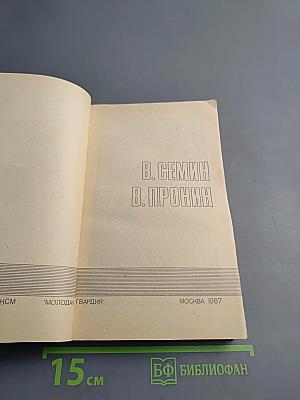 В. СЕМИН
В. ПРОНИН
"МОЛОДАЯ ГВАРДИЯ" МОСКВА 1987
15 см БФ БИБЛИОФАН